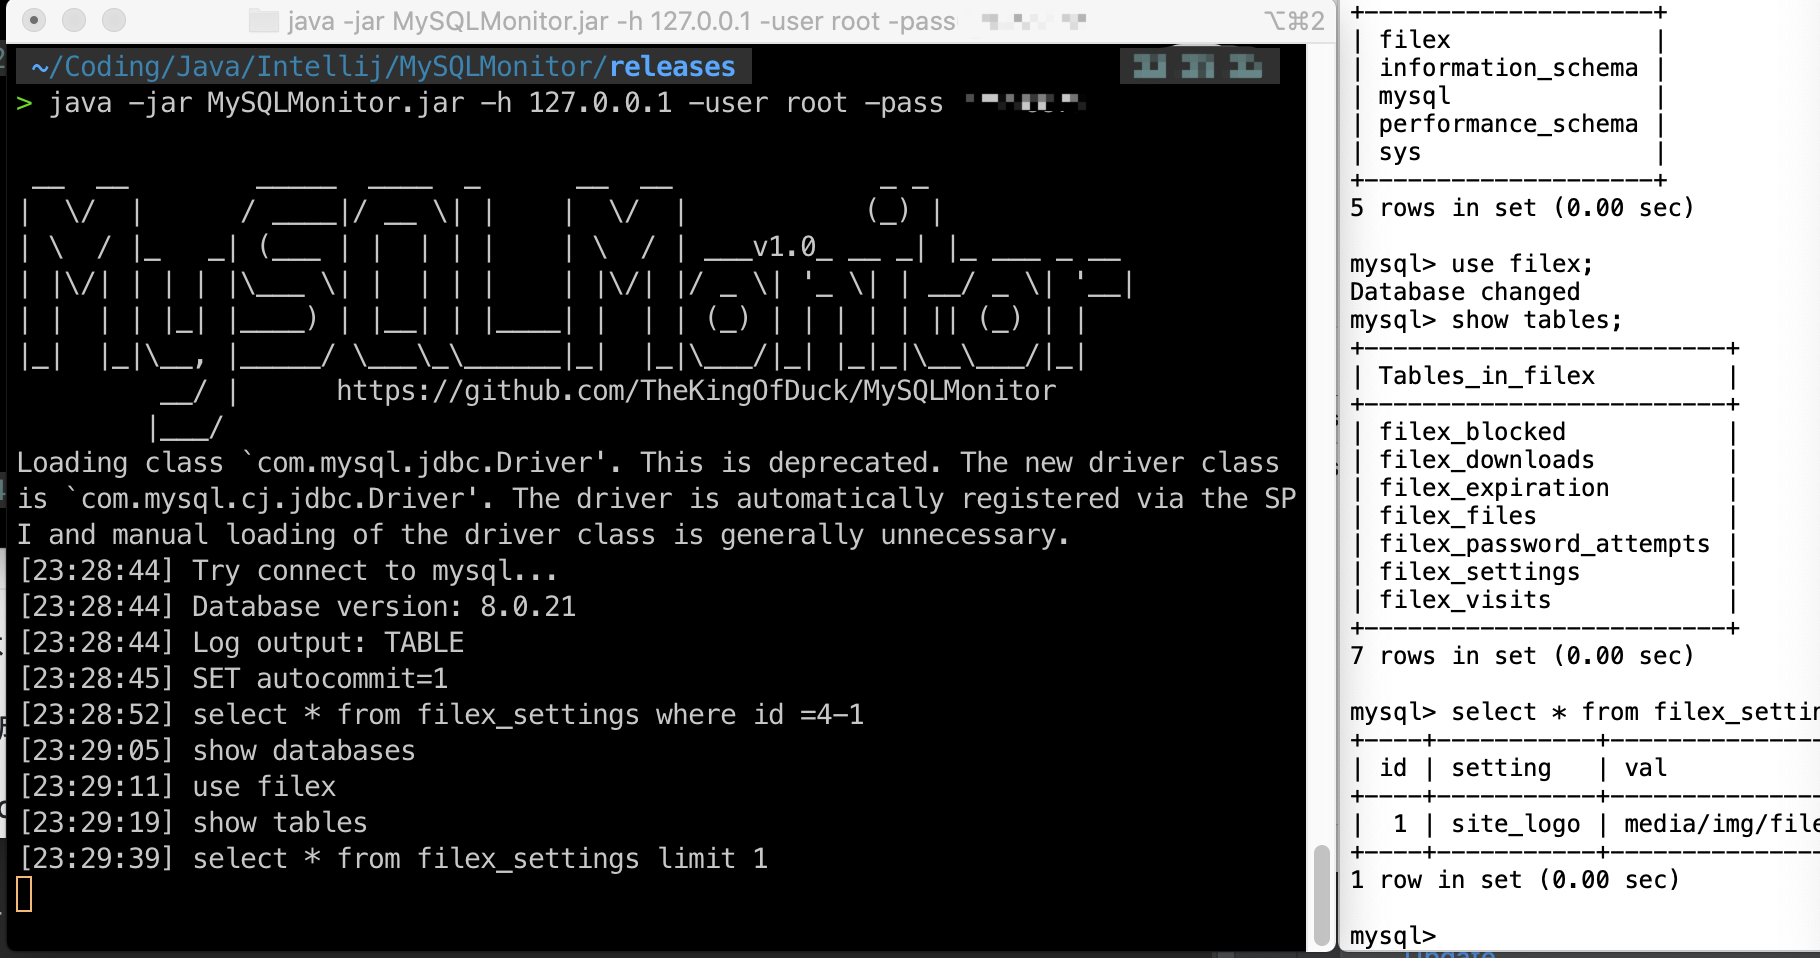 java -jar MySQLMonitor.jar -h 127.0.0.1 -user root -pass
⌥⌘2
~/Coding/Java/Intellij/MySQLMonitor/releases
> java -jar MySQLMonitor.jar -h 127.0.0.1 -user root -pass
MySQLMonitor
v1.0
https://github.com/TheKingOfDuck/MySQLMonitor
Loading class `com.mysql.jdbc.Driver'. This is deprecated. The new driver class
is `com.mysql.cj.jdbc.Driver'. The driver is automatically registered via the SP
I and manual loading of the driver class is generally unnecessary.
[23:28:44] Try connect to mysql...
[23:28:44] Database version: 8.0.21
[23:28:44] Log output: TABLE
[23:28:45] SET autocommit=1
[23:28:52] select * from filex_settings where id =4-1
[23:29:05] show databases
[23:29:11] use filex
[23:29:19] show tables
[23:29:39] select * from filex_settings limit 1
+--------------------+
| filex |
| information_schema |
| mysql |
| performance_schema |
| sys |
+--------------------+
5 rows in set (0.00 sec)
mysql> use filex;
Database changed
mysql> show tables;
+-------------------------+
| Tables_in_filex |
+-------------------------+
| filex_blocked |
| filex_downloads |
| filex_expiration |
| filex_files |
| filex_password_attempts |
| filex_settings |
| filex_visits |
+-------------------------+
7 rows in set (0.00 sec)
mysql> select * from filex_settin
+----+-----------+---------------
| id | setting | val
+----+-----------+---------------
| 1 | site_logo | media/img/file
+----+-----------+---------------
1 row in set (0.00 sec)
mysql>